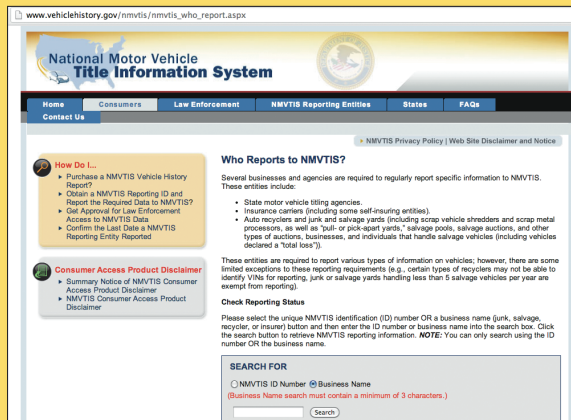 www.vehiclehistory.gov/nmvtis/nmvtis_who_report.aspx
National Motor Vehicle
Title Information System
Home
Consumers
Law Enforcement
NMVTIS Reporting Entities
States
FAQs
Contact Us
NMVTIS Privacy Policy | Web Site Disclaimer and Notice
How Do I...
Purchase a NMVTIS Vehicle History
Report?
Obtain a NMVTIS Reporting ID and
Report the Required Data to NMVTIS?
Get Approval for Law Enforcement
Access to NMVTIS Data
Confirm the Last Date a NMVTIS
Reporting Entity Reported
Consumer Access Product Disclaimer
Summary Notice of NMVTIS Consumer
Access Product Disclaimer
NMVTIS Consumer Access Product
Disclaimer
Who Reports to NMVTIS?
Several businesses and agencies are required to regularly report specific information to NMVTIS.
These entities include:
• State motor vehicle titling agencies.
• Insurance carriers (including some self-insuring entities).
• Auto recyclers and junk and salvage yards (including scrap vehicle shredders and scrap metal
processors, as well as "pull- or pick-apart yards," salvage pools, salvage auctions, and other
types of auctions, businesses, and individuals that handle salvage vehicles (including vehicles
declared a "total loss")).
These entities are required to report various types of information on vehicles; however, there are some
limited exceptions to these reporting requirements (e.g., certain types of recyclers may not be able to
identify VINs for reporting, junk or salvage yards handling less than 5 salvage vehicles per year are
exempt from reporting).
Check Reporting Status
Please select the unique NMVTIS identification (ID) number OR a business name (junk, salvage,
recycler, or insurer) button and then enter the ID number or business name into the search box. Click
the search button to retrieve NMVTIS reporting information. NOTE: You can only search using the ID
number OR the business name.
SEARCH FOR
NMVTIS ID Number Business Name
(Business Name search must contain a minimum of 3 characters.)
Search